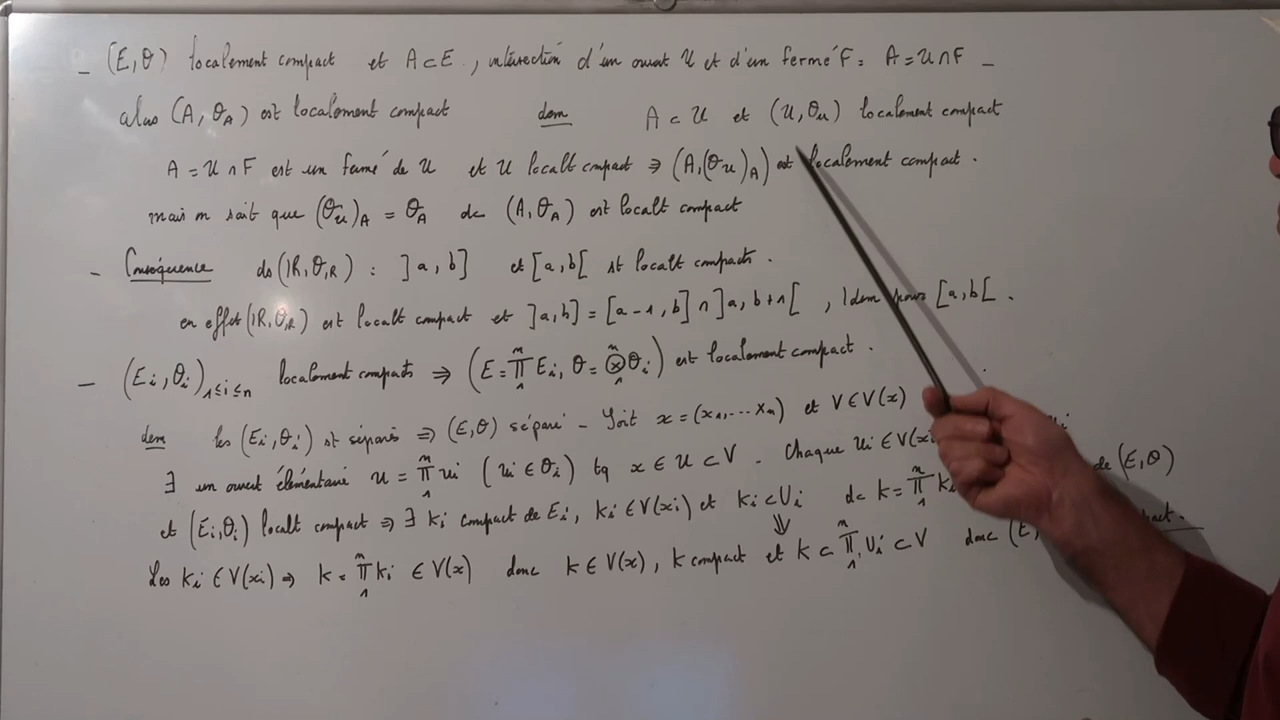 - (E, θ) localement compact et A ⊂ E, intersection d'un ouvert U et d'un fermé F : A = U ∩ F -
alors (A, θ_A) est localement compact dem A ⊂ U et (U, θ_U) localement compact
A = U ∩ F est un fermé de U et U localt compact ⇒ (A, (θ_U)_A) est localement compact.
mais on sait que (θ_U)_A = θ_A dc (A, θ_A) est localt compact
- Conséquence ds (ℝ, θ_ℝ) : ]a, b] et [a, b[ st localt compacts.
en effet (ℝ, θ_ℝ) est localt compact et ]a, b] = [a-1, b] ∩ ]a, b+1[ , Idem pour [a, b[ .
- (E_i, θ_i)_{1≤i≤n} localement compacts ⇒ (E = ∏_1^n E_i, θ = ⊗_1^n θ_i) est localement compact.
dem les (E_i, θ_i) st séparés ⇒ (E, θ) séparé - Soit x = (x_1, ... x_n) et V ∈ V(x)
∃ un ouvert élémentaire U = ∏_1^n U_i (U_i ∈ θ_i) tq x ∈ U ⊂ V . Chaque U_i ∈ V(x_i
et (E_i, θ_i) localt compact ⇒ ∃ K_i compact de E_i, K_i ∈ V(x_i) et K_i ⊂ U_i dc K = ∏_1^n K_i de (E, θ)
⇓
Les K_i ∈ V(x_i) ⇒ K = ∏_1^n K_i ∈ V(x) donc K ∈ V(x), K compact et K ⊂ ∏_1^n U_i ⊂ V donc (E,